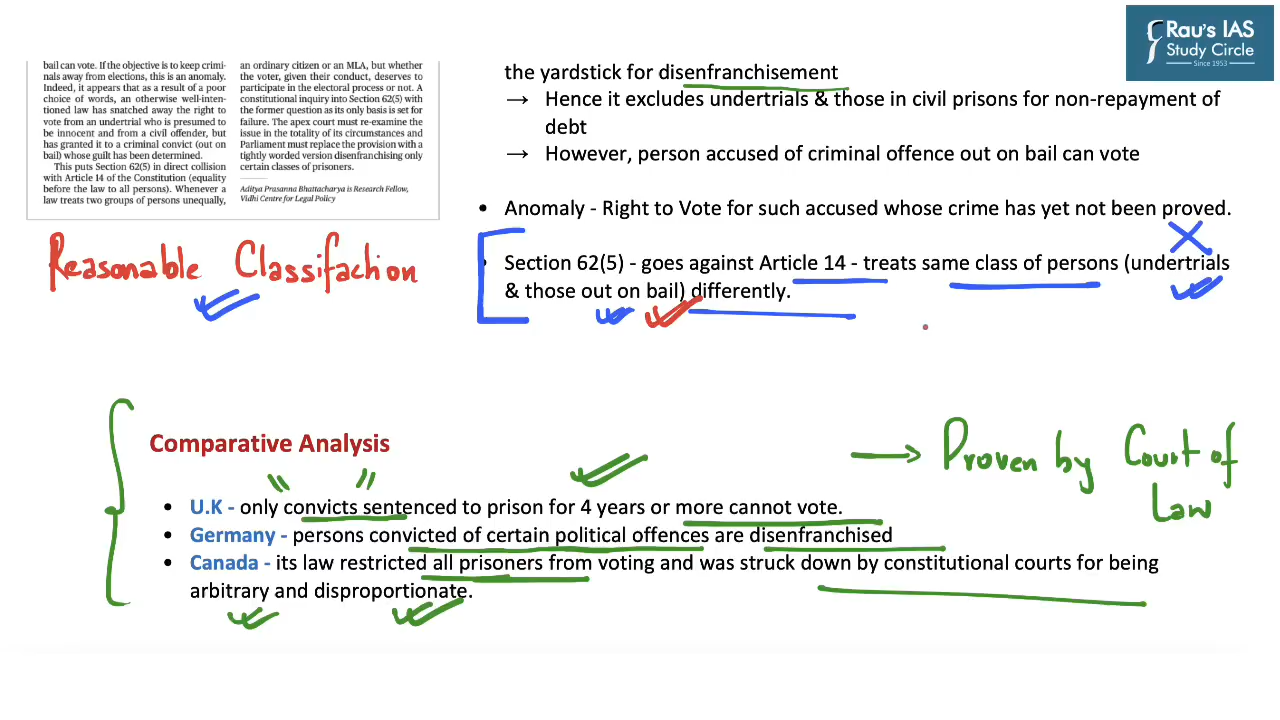 Rau's IAS
Study Circle
Since 1953
bail can vote. If the objective is to keep crimi-
nals away from elections, this is an anomaly.
Indeed, it appears that as a result of a poor
choice of words, an otherwise well-inten-
tioned law has snatched away the right to
vote from an undertrial who is presumed to
be innocent and from a civil offender, but
has granted it to a criminal convict (out on
bail) whose guilt has been determined.
This puts Section 62(5) in direct collision
with Article 14 of the Constitution (equality
before the law to all persons). Whenever a
law treats two groups of persons unequally,
an ordinary citizen or an MLA, but whether
the voter, given their conduct, deserves to
participate in the electoral process or not. A
constitutional inquiry into Section 62(5) with
the former question as its only basis is set for
failure. The apex court must re-examine the
issue in the totality of its circumstances and
Parliament must replace the provision with a
tightly worded version disenfranchising only
certain classes of prisoners.
Aditya Prasanna Bhattacharya is Research Fellow,
Vidhi Centre for Legal Policy
the yardstick for disenfranchisement
→ Hence it excludes undertrials & those in civil prisons for non-repayment of
debt
→ However, person accused of criminal offence out on bail can vote
• Anomaly - Right to Vote for such accused whose crime has yet not been proved.
• Section 62(5) - goes against Article 14 - treats same class of persons (undertrials
& those out on bail) differently.
Reasonable Classifachion
Comparative Analysis
• U.K - only convicts sentenced to prison for 4 years or more cannot vote.
• Germany - persons convicted of certain political offences are disenfranchised
• Canada - its law restricted all prisoners from voting and was struck down by constitutional courts for being
arbitrary and disproportionate.
→ Proven by Court of
Law